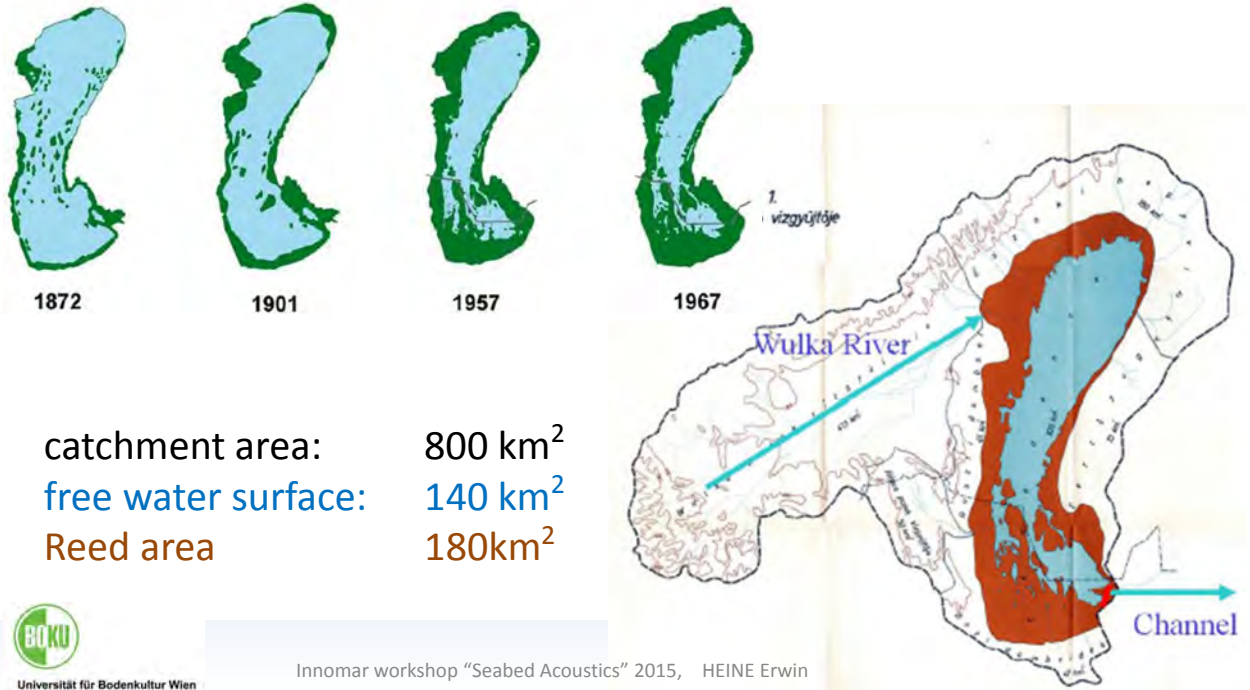 1872
1901
1957
1967
1.
vízgyűjtője
Wulka River
catchment area: 800 km²
free water surface: 140 km²
Reed area 180km²
Channel
BOKU
Universität für Bodenkultur Wien
Innomar workshop “Seabed Acoustics” 2015, HEINE Erwin